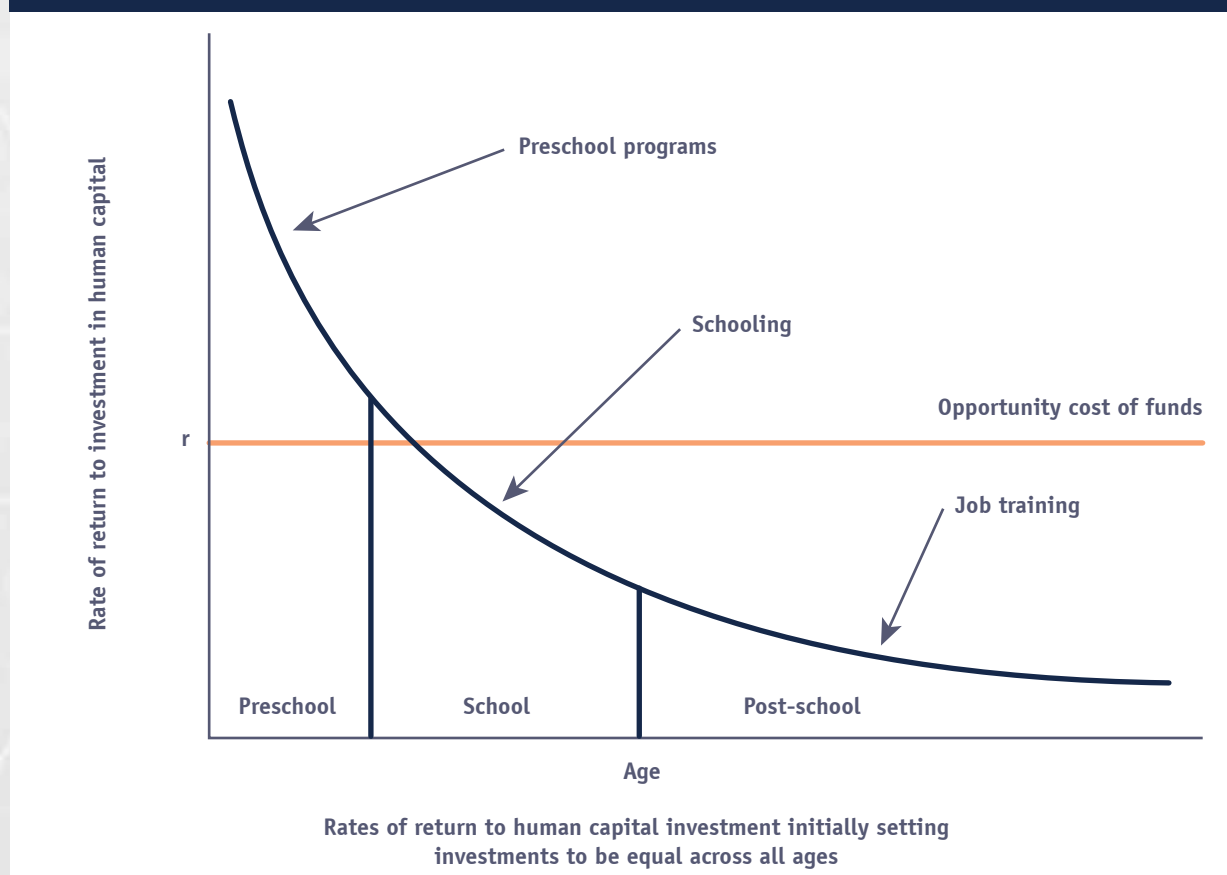 Rate of return to investment in human capital
Preschool programs
Schooling
Opportunity cost of funds
r
Job training
Preschool
School
Post-school
Age
Rates of return to human capital investment initially setting
investments to be equal across all ages